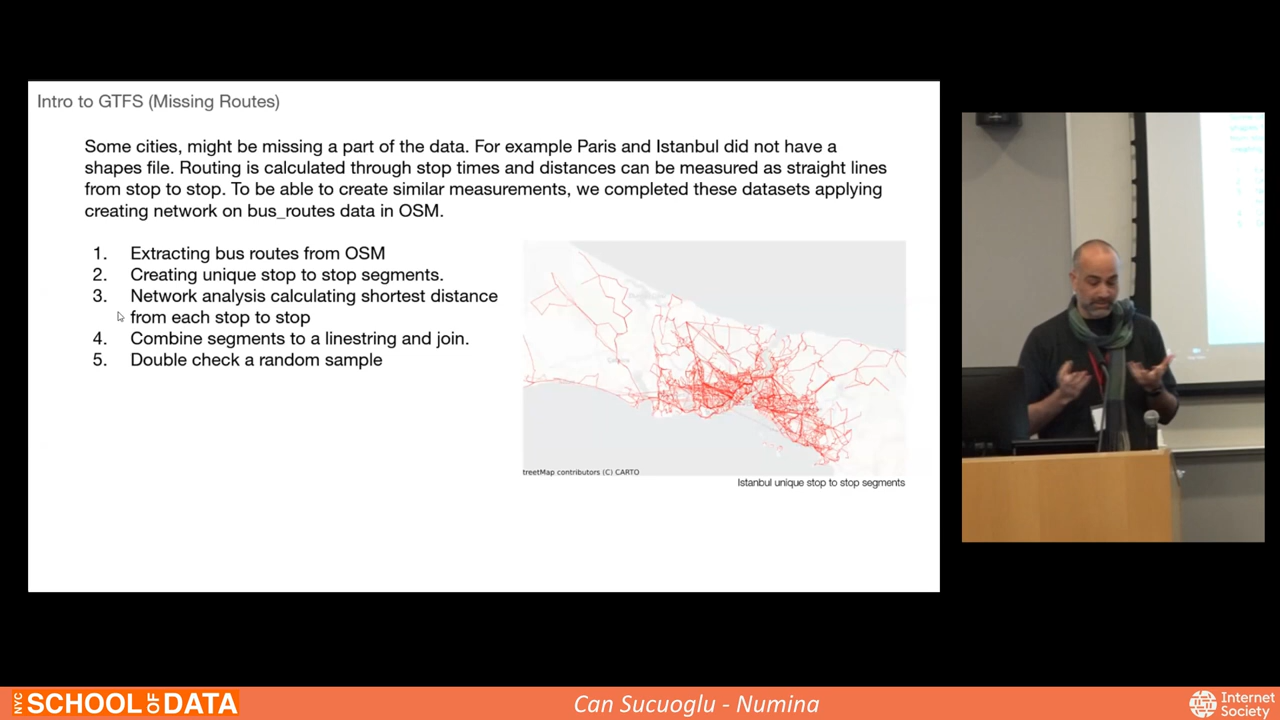 Intro to GTFS (Missing Routes)
Some cities, might be missing a part of the data. For example Paris and Istanbul did not have a
shapes file. Routing is calculated through stop times and distances can be measured as straight lines
from stop to stop. To be able to create similar measurements, we completed these datasets applying
creating network on bus_routes data in OSM.
1. Extracting bus routes from OSM
2. Creating unique stop to stop segments.
3. Network analysis calculating shortest distance
from each stop to stop
4. Combine segments to a linestring and join.
5. Double check a random sample
treetMap contributors (C) CARTO
Istanbul unique stop to stop segments
NYC SCHOOL OF DATA
Can Sucuoglu - Numina
Internet
Society